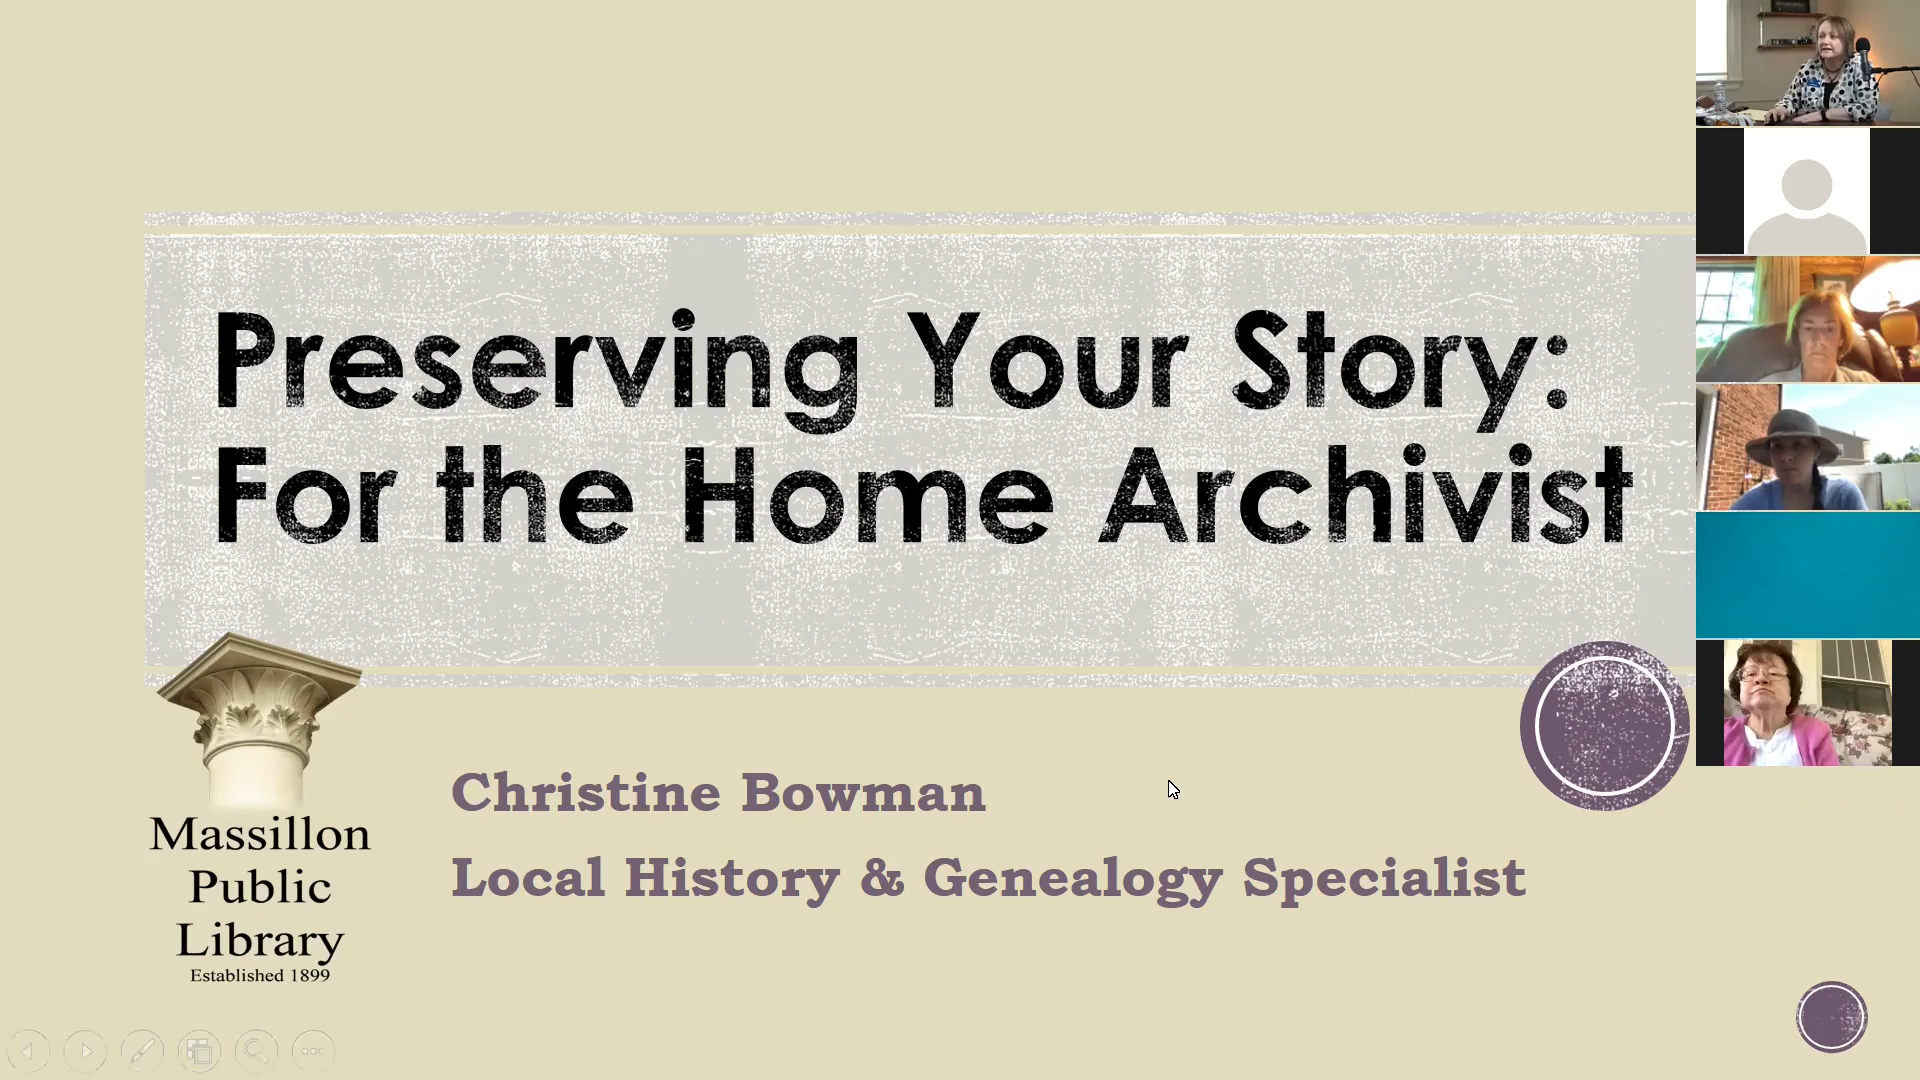 Preserving Your Story:
For the Home Archivist
Christine Bowman
Local History & Genealogy Specialist
Massillon
Public
Library
Established 1899